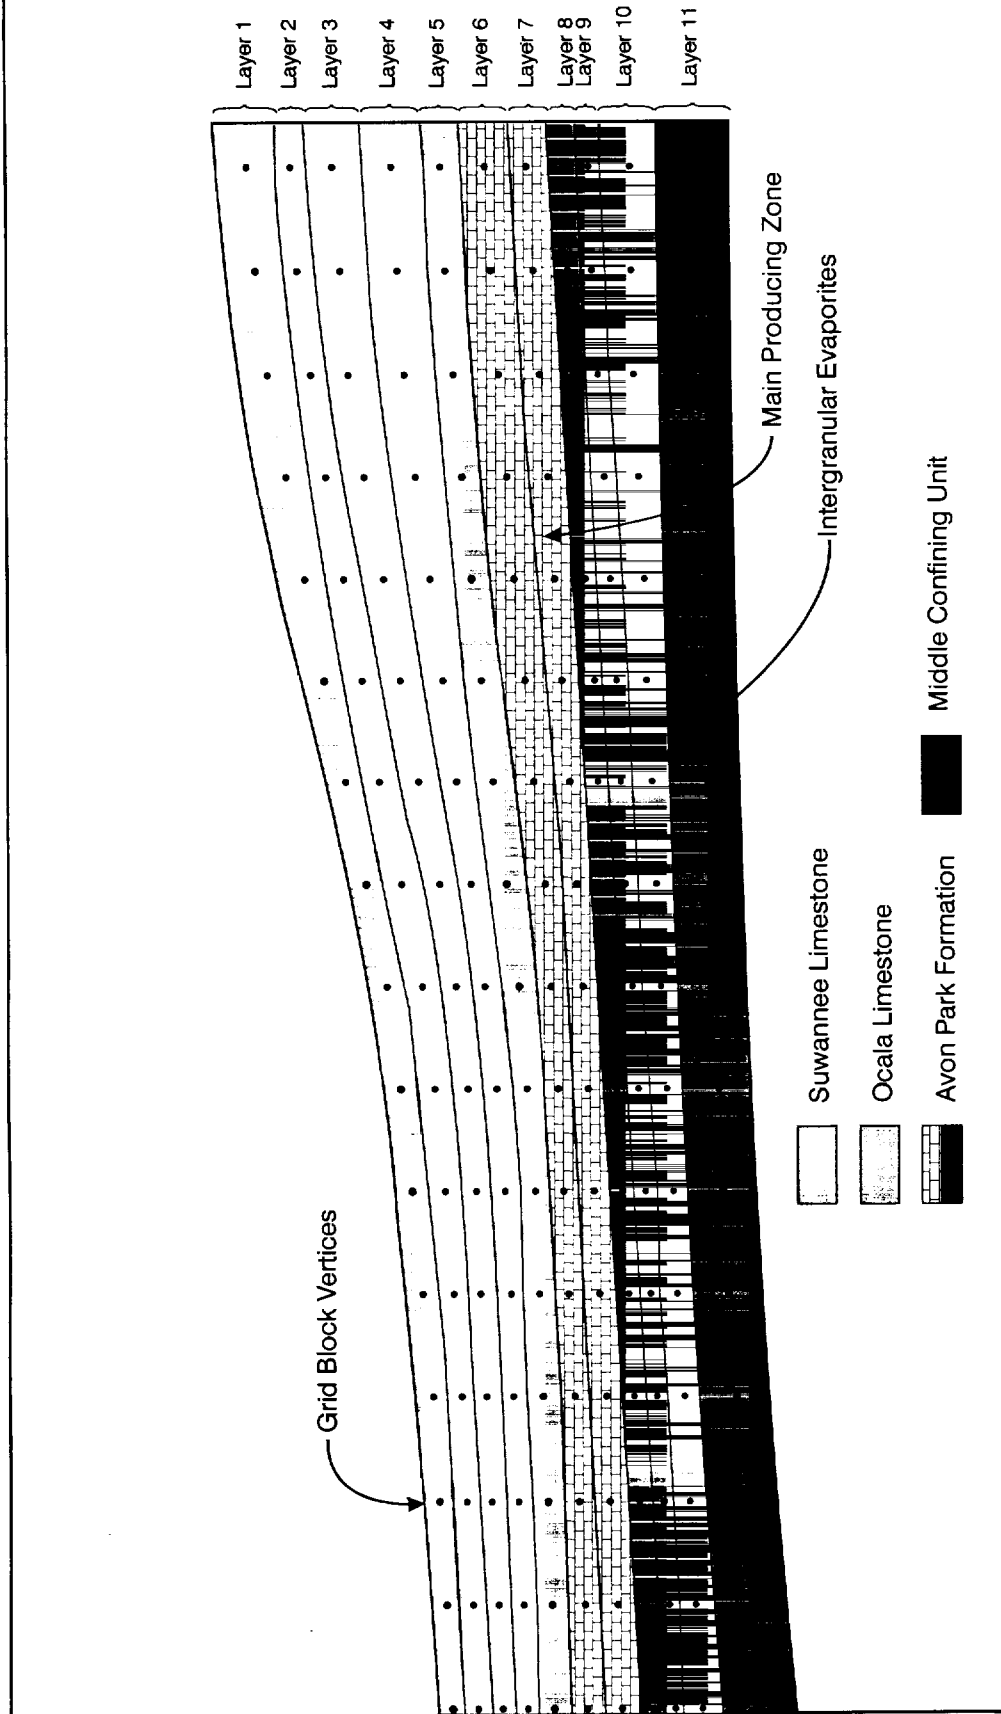 Layer 1
Layer 2
Layer 3
Layer 4
Layer 5
Layer 6
Layer 7
Layer 8
Layer 9
Layer 10
Layer 11
Main Producing Zone
Intergranular Evaporites
Grid Block Vertices
Suwannee Limestone
Ocala Limestone
Avon Park Formation
Middle Confining Unit